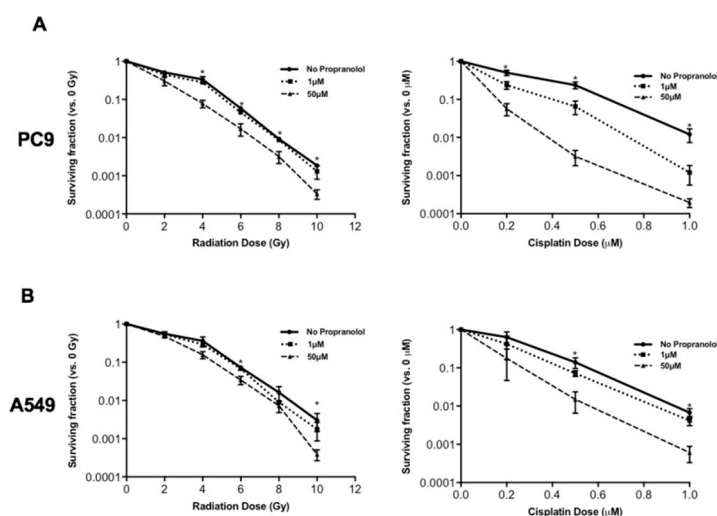 A
PC9
Surviving fraction (vs. 0 Gy)
1
0.1
0.01
0.001
0.0001
0 2 4 6 8 10 12
Radiation Dose (Gy)
No Propranolol
1μM
50μM
* * * *
Surviving fraction (vs. 0 μM)
1
0.1
0.01
0.001
0.0001
0.0 0.2 0.4 0.6 0.8 1.0
Cisplatin Dose (μM)
No Propranolol
1μM
50μM
* * *
B
A549
Surviving fraction (vs. 0 Gy)
1
0.1
0.01
0.001
0.0001
0 2 4 6 8 10 12
Radiation Dose (Gy)
No Propranolol
1μM
50μM
* *
Surviving fraction (vs. 0 μM)
1
0.1
0.01
0.001
0.0001
0.0 0.2 0.4 0.6 0.8 1.0
Cisplatin Dose (μM)
No Propranolol
1μM
50μM
* *